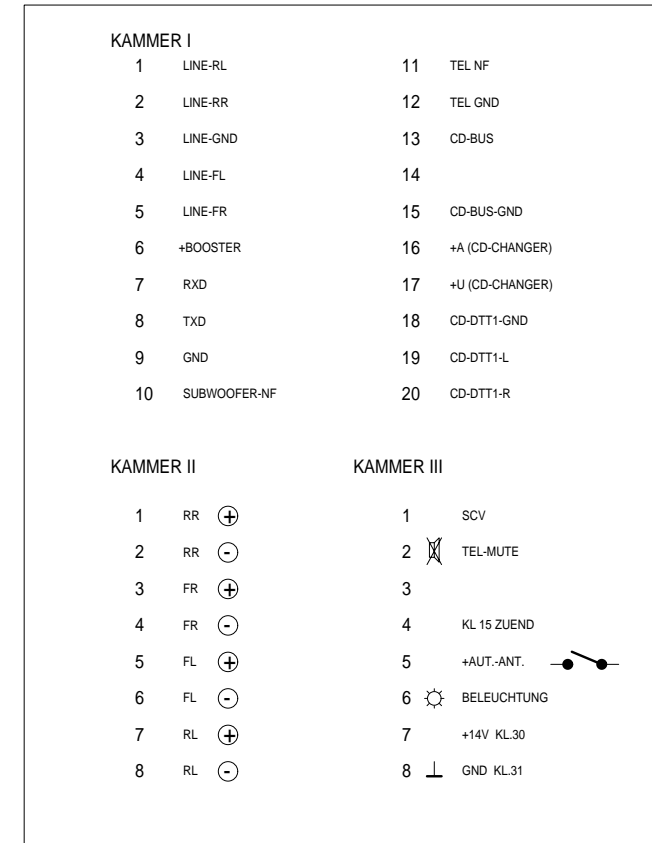 KAMMER I
1 LINE-RL
2 LINE-RR
3 LINE-GND
4 LINE-FL
5 LINE-FR
6 +BOOSTER
7 RXD
8 TXD
9 GND
10 SUBWOOFER-NF
11 TEL NF
12 TEL GND
13 CD-BUS
14
15 CD-BUS-GND
16 +A (CD-CHANGER)
17 +U (CD-CHANGER)
18 CD-DTT1-GND
19 CD-DTT1-L
20 CD-DTT1-R
KAMMER II
1 RR +
2 RR -
3 FR +
4 FR -
5 FL +
6 FL -
7 RL +
8 RL -
KAMMER III
1 SCV
2 TEL-MUTE
3
4 KL 15 ZUEND
5 +AUT.-ANT.
6 BELEUCHTUNG
7 +14V KL.30
8 GND KL.31